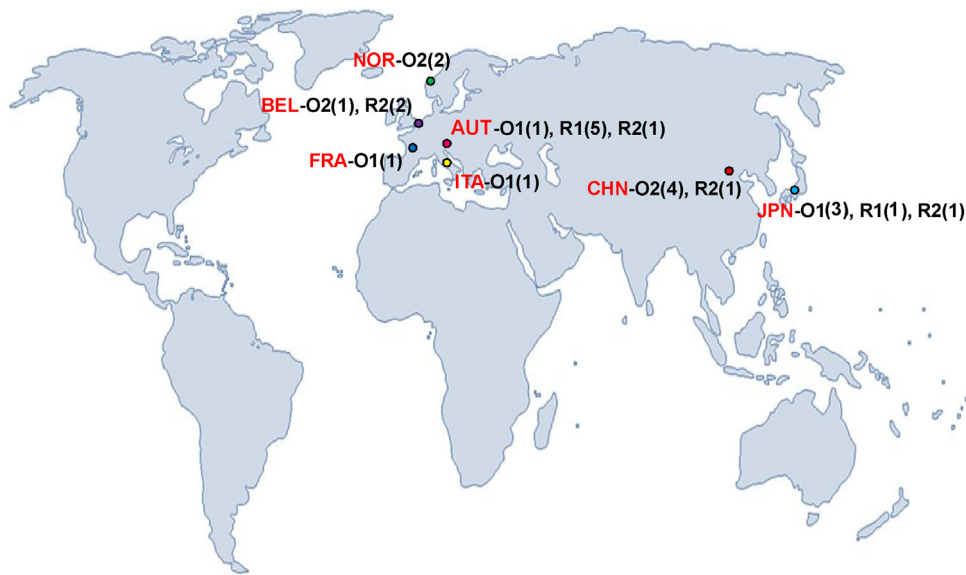 NOR-O2(2)
BEL-O2(1), R2(2)
AUT-O1(1), R1(5), R2(1)
FRA-O1(1)
ITA-O1(1)
CHN-O2(4), R2(1)
JPN-O1(3), R1(1), R2(1)